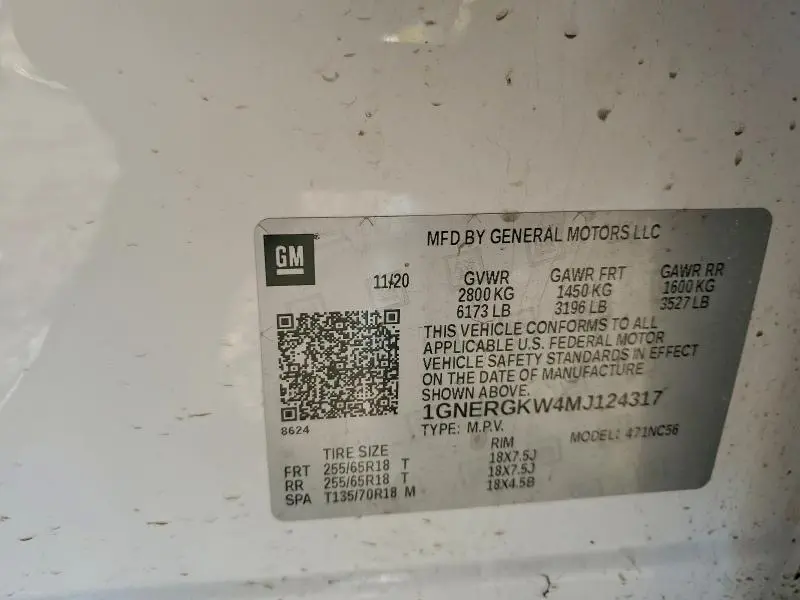 GM
MFD BY GENERAL MOTORS LLC
11/20 GVWR GAWR FRT GAWR RR
2800 KG 1450 KG 1600 KG
6173 LB 3196 LB 3527 LB
THIS VEHICLE CONFORMS TO ALL
APPLICABLE U.S. FEDERAL MOTOR
VEHICLE SAFETY STANDARDS IN EFFECT
ON THE DATE OF MANUFACTURE
SHOWN ABOVE.
1GNERGKW4MJ124317
8624
TYPE: M.P.V. MODEL: 471NC56
TIRE SIZE RIM
FRT 255/65R18 T 18X7.5J
RR 255/65R18 T 18X7.5J
SPA T135/70R18 M 18X4.5B